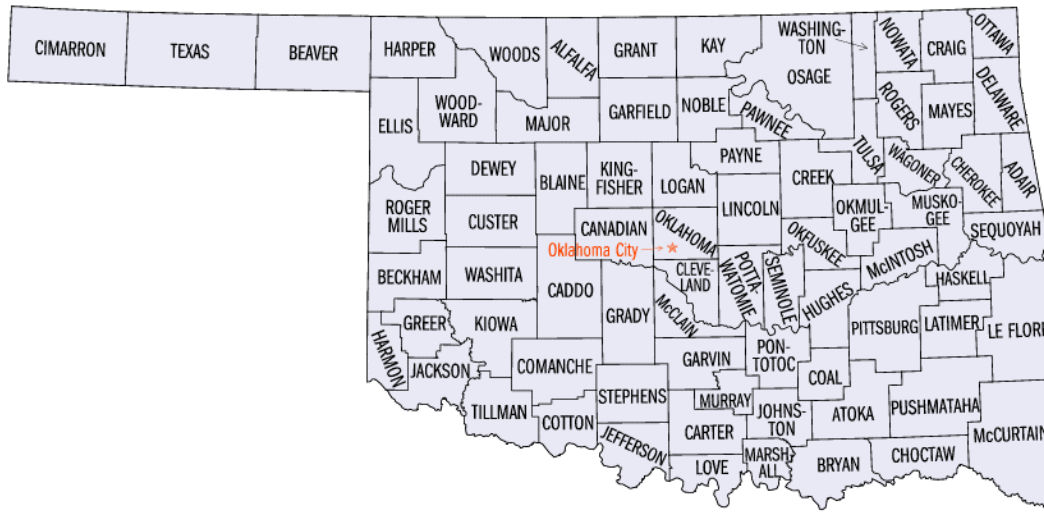 CIMARRON
TEXAS
BEAVER
HARPER
WOODS
ALFALFA
GRANT
KAY
WASHING-
TON
OSAGE
NOWATA
CRAIG
OTTAWA
ELLIS
WOOD-
WARD
MAJOR
GARFIELD
NOBLE
PAWNEE
ROGERS
MAYES
DELAWARE
DEWEY
BLAINE
KING-
FISHER
LOGAN
PAYNE
CREEK
TULSA
WAGONER
CHEROKEE
ADAIR
ROGER
MILLS
CUSTER
CANADIAN
OKLAHOMA
LINCOLN
OKFUSKEE
OKMUL-
GEE
MUSKO-
GEE
SEQUOYAH
Oklahoma City
BECKHAM
WASHITA
CADDO
GRADY
CLEVE-
LAND
McCLAIN
POTTA-
WATOMIE
SEMINOLE
HUGHES
McINTOSH
HASKELL
GREER
KIOWA
PITTSBURG
LATIMER
LE FLORE
HARMON
JACKSON
COMANCHE
GARVIN
PON-
TOTOC
COAL
TILLMAN
COTTON
STEPHENS
MURRAY
JOHNS-
TON
ATOKA
PUSHMATAHA
McCURTAIN
JEFFERSON
CARTER
LOVE
MARSH-
ALL
BRYAN
CHOCTAW